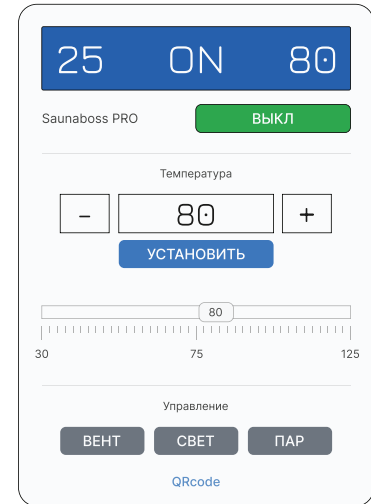 25 ON 80
Saunaboss PRO ВЫКЛ
Температура
- 80 +
УСТАНОВИТЬ
80
30 75 125
Управление
ВЕНТ СВЕТ ПАР
QRcode